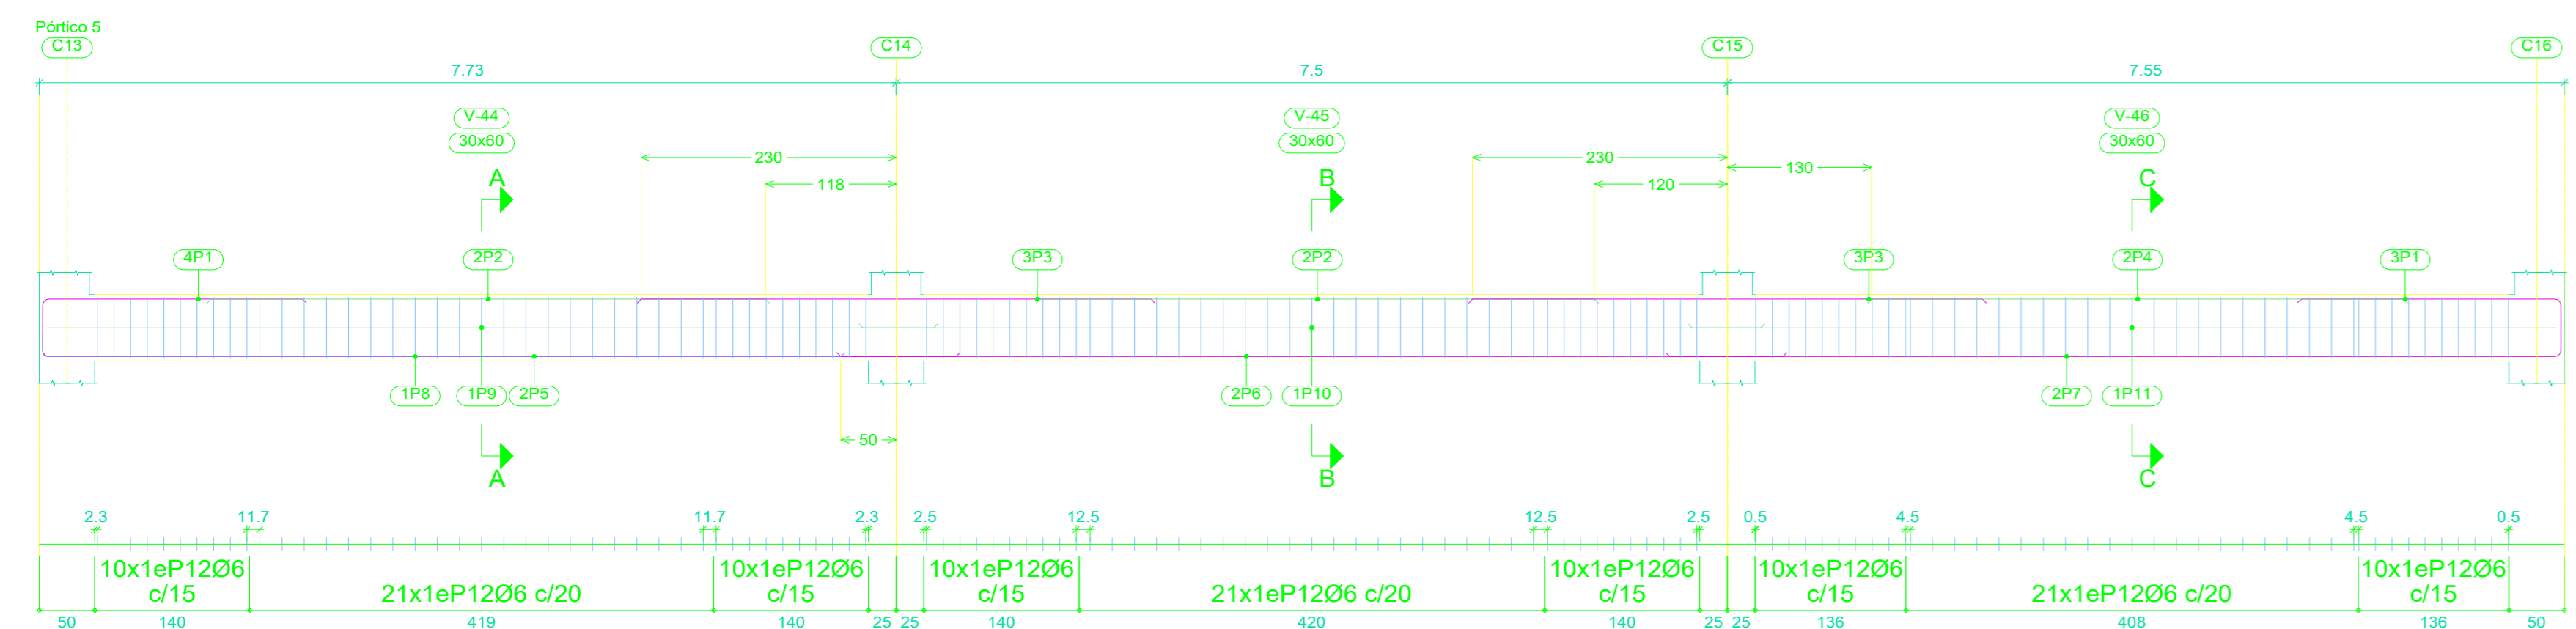 Pórtico 5
C13 C14 C15 C16
7.73 7.5 7.55
V-44 V-45 V-46
30x60 30x60 30x60
230 230
130
118 120
A B C
4P1 2P2 3P3 2P2 3P3 2P4 3P1
1P8 1P9 2P5 2P6 1P10 2P7 1P11
50
A B C
2.3 11.7 11.7 2.3 2.5 12.5 12.5 2.5 0.5 4.5 4.5 0.5
10x1eP12Ø6 10x1eP12Ø6 10x1eP12Ø6 10x1eP12Ø6 10x1eP12Ø6 10x1eP12Ø6
c/15 21x1eP12Ø6 c/20 c/15 c/15 21x1eP12Ø6 c/20 c/15 c/15 21x1eP12Ø6 c/20 c/15
50 140 419 140 25 25 140 420 140 25 25 136 408 136 50